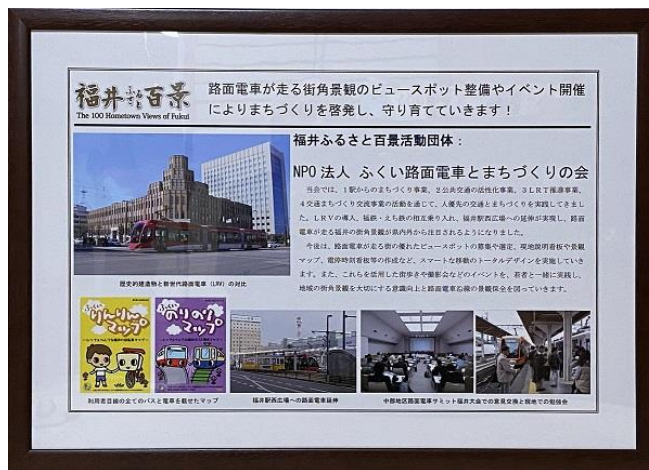 福井ふるさと百景
The 100 Hometown Views of Fukui
路面電車が走る街角景観のビュースポット整備やイベント開催
によりまちづくりを啓発し、守り育てていきます!
福井ふるさと百景活動団体:
NPO法人 ふくい路面電車とまちづくりの会
当会では、1駅からのまちづくり事業、2公共交通の活性化事業、3LRT推進事業、
4交通まちづくり交流事業の活動を通じて、人優先の交通とまちづくりを実践してきまし
た。LRVの導入、福鉄・えち鉄の相互乗り入れ、福井駅西広場への延伸が実現し、路面
電車が走る福井の街角景観が県内外から注目されるようになりました。
今後は、路面電車が走る街の優れたビュースポットの募集や選定、現地説明看板や景観
マップ、電停時刻看板等の作成など、スマートな移動のトータルデザインを実施していき
ます。また、これらを活用した街歩きや撮影会などのイベントを、若者と一緒に実践し、
地域の街角景観を大切にする意識向上と路面電車沿線の景観保全を図っていきます。
歴史的建造物と新世代路面電車(LRV)の対比
ふくい
りんりん
マップ
ふくい
のりのり
マップ
利用者目線の全てのバスと電車を載せたマップ
福井駅西広場への路面電車延伸
中部地区路面電車サミット福井大会での意見交換と現地での勉強会